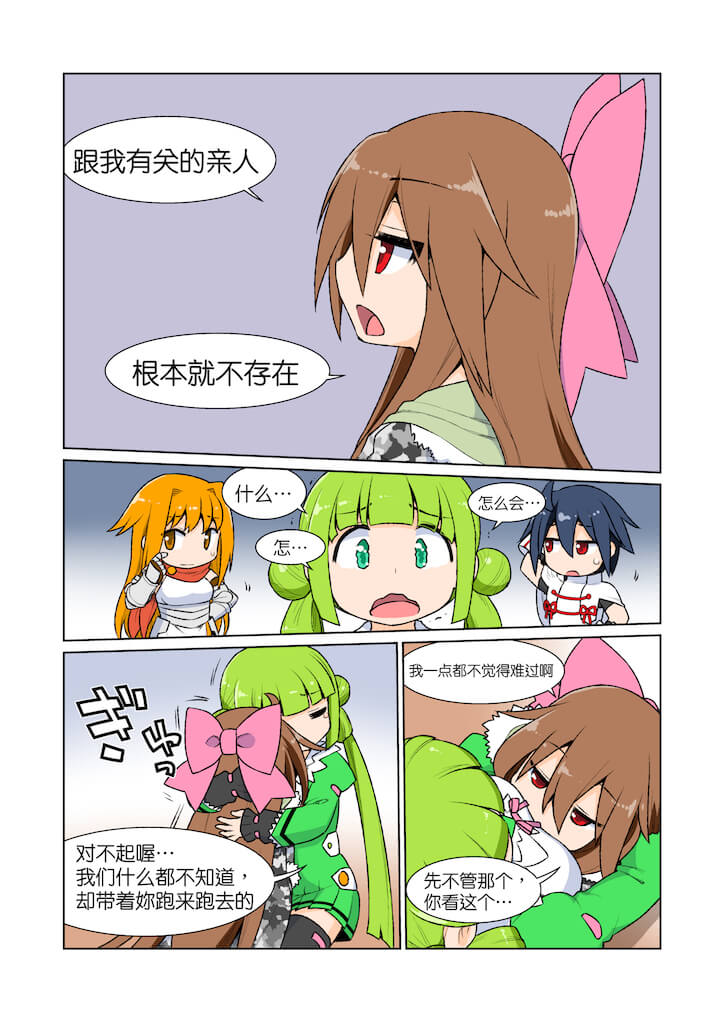 跟我有关的亲人
根本就不存在
什么…
怎…
怎么会…
ぎゅっ
对不起喔…
我们什么都不知道，
却带着妳跑来跑去的
我一点都不觉得难过啊
先不管那个，
你看这个…